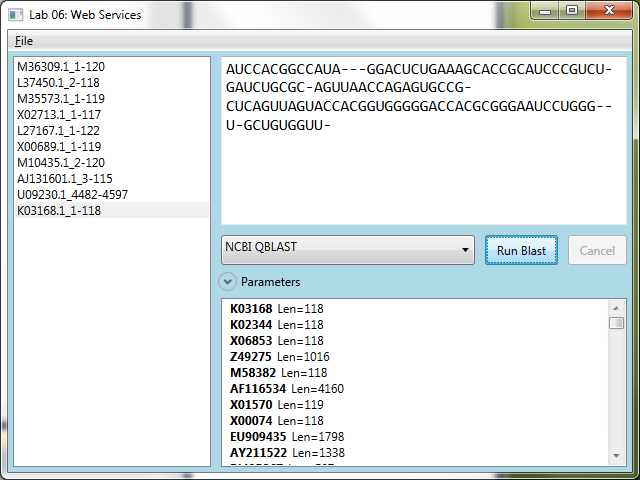 Lab 06: Web Services
File
M36309.1_1-120
L37450.1_2-118
M35573.1_1-119
X02713.1_1-117
L27167.1_1-122
X00689.1_1-119
M10435.1_2-120
AJ131601.1_3-115
U09230.1_4482-4597
K03168.1_1-118
AUCCACGGCCAUA---GGACUCUGAAAGCACCGCAUCCCGUCU-
GAUCUGCGC-AGUUAACCAGAGUGCCG-
CUCAGUUAGUACCACGGUGGGGGACCACGCGGGAAUCCUGGG--
U-GCUGUGGUU-
NCBI QBLAST
Run Blast
Cancel
Parameters
K03168 Len=118
K02344 Len=118
X06853 Len=118
Z49275 Len=1016
M58382 Len=118
AF116534 Len=4160
X01570 Len=119
X00074 Len=118
EU909435 Len=1798
AY211522 Len=1338